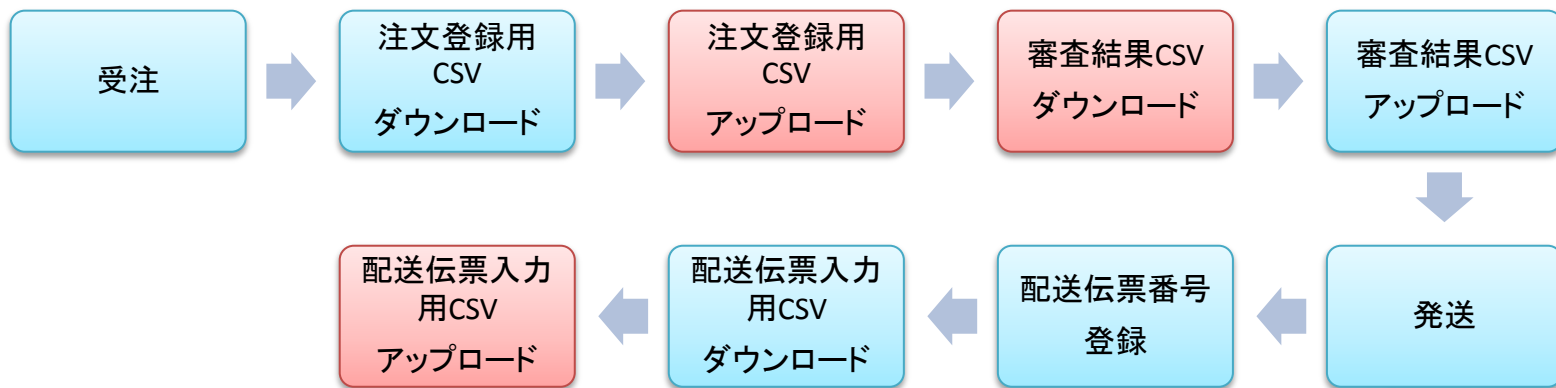 受注
注文登録用
CSV
ダウンロード
注文登録用
CSV
アップロード
審査結果CSV
ダウンロード
審査結果CSV
アップロード
発送
配送伝票番号
登録
配送伝票入力
用CSV
ダウンロード
配送伝票入力
用CSV
アップロード